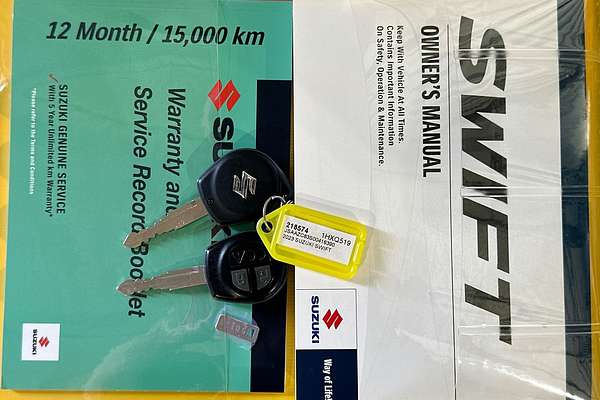 12 Month / 15,000 km
SUZUKI GENUINE SERVICE
With 5 Year Unlimited km Warranty*
*Please refer to the Terms and Conditions
Warranty and
Service Record Booklet
SUZUKI
SUZUKI
SWIFT
OWNER'S MANUAL
Keep With Vehicle At All Times.
Contains Important Information
On Safety, Operation & Maintenance.
218574 1HXQ519
2023 SUZUKI SWIFT
SUZUKI
Way of Life!